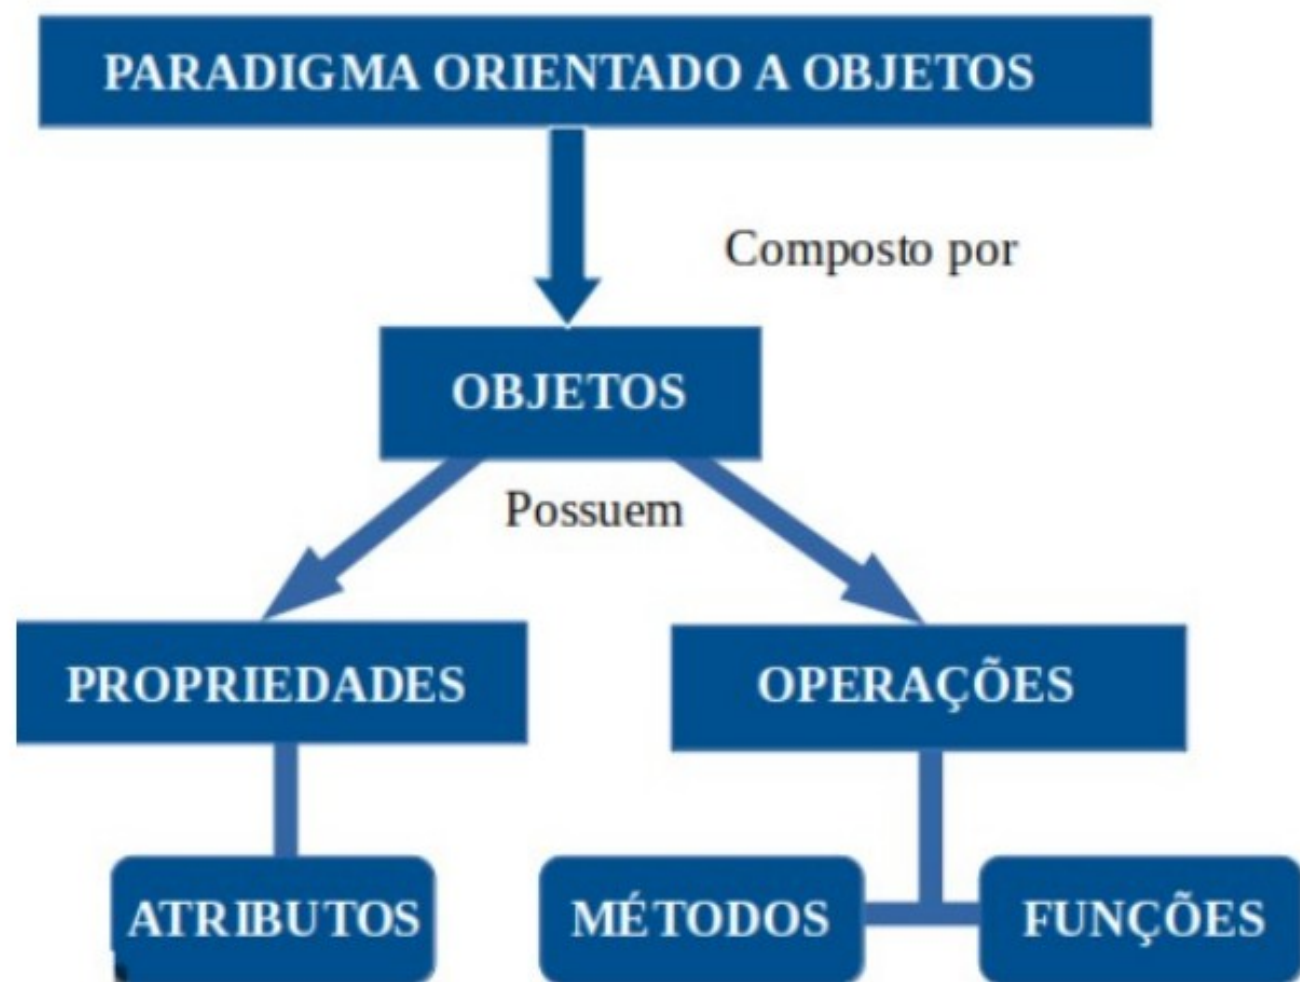 PARADIGMA ORIENTADO A OBJETOS
Composto por
OBJETOS
Possuem
PROPRIEDADES
OPERAÇÕES
ATRIBUTOS
MÉTODOS
FUNÇÕES